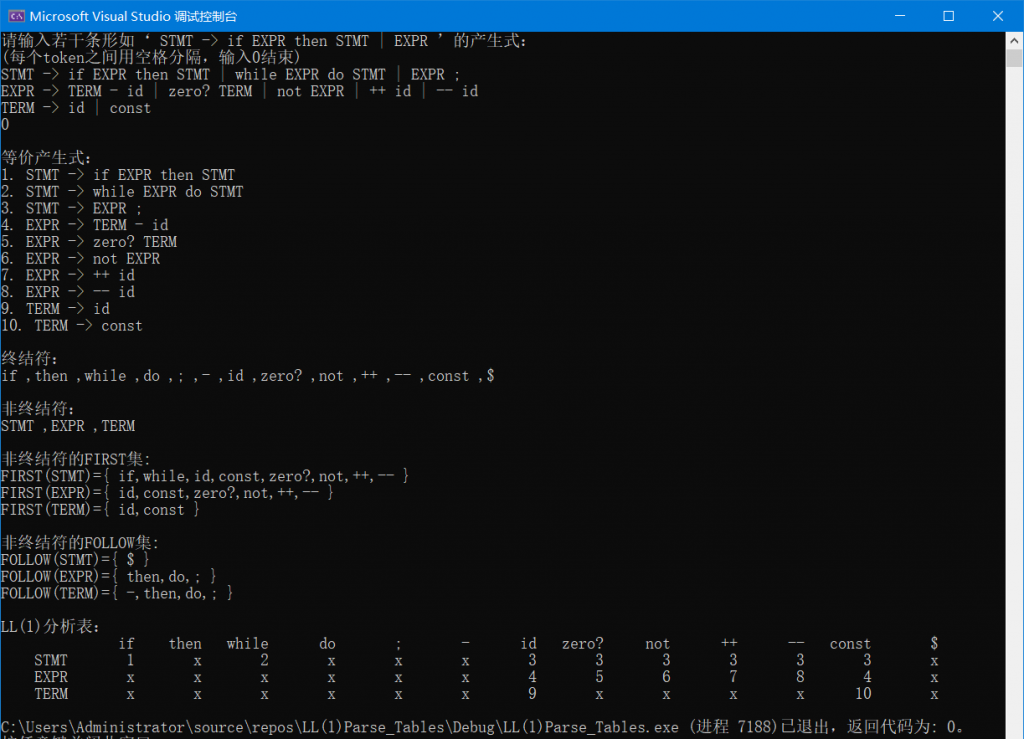 Microsoft Visual Studio 调试控制台
请输入若干条形如‘ STMT -> if EXPR then STMT | EXPR ’的产生式:
(每个token之间用空格分隔，输入0结束)
STMT -> if EXPR then STMT | while EXPR do STMT | EXPR ;
EXPR -> TERM - id | zero? TERM | not EXPR | ++ id | -- id
TERM -> id | const
0
等价产生式:
1. STMT -> if EXPR then STMT
2. STMT -> while EXPR do STMT
3. STMT -> EXPR ;
4. EXPR -> TERM - id
5. EXPR -> zero? TERM
6. EXPR -> not EXPR
7. EXPR -> ++ id
8. EXPR -> -- id
9. TERM -> id
10. TERM -> const
终结符:
if ,then ,while ,do ,; ,- ,id ,zero? ,not ,++ ,-- ,const ,$
非终结符:
STMT ,EXPR ,TERM
非终结符的FIRST集:
FIRST(STMT)={ if,while,id,const,zero?,not,++,-- }
FIRST(EXPR)={ id,const,zero?,not,++,-- }
FIRST(TERM)={ id,const }
非终结符的FOLLOW集:
FOLLOW(STMT)={ $ }
FOLLOW(EXPR)={ then,do,; }
FOLLOW(TERM)={ -,then,do,; }
LL(1)分析表:
if then while do ; - id zero? not ++ -- const $
STMT 1 x 2 x x x 3 3 3 3 3 3 x
EXPR x x x x x x 4 5 6 7 8 4 x
TERM x x x x x x 9 x x x x 10 x
C:\Users\Administrator\source\repos\LL(1)Parse_Tables\Debug\LL(1)Parse_Tables.exe (进程 7188)已退出，返回代码为: 0。